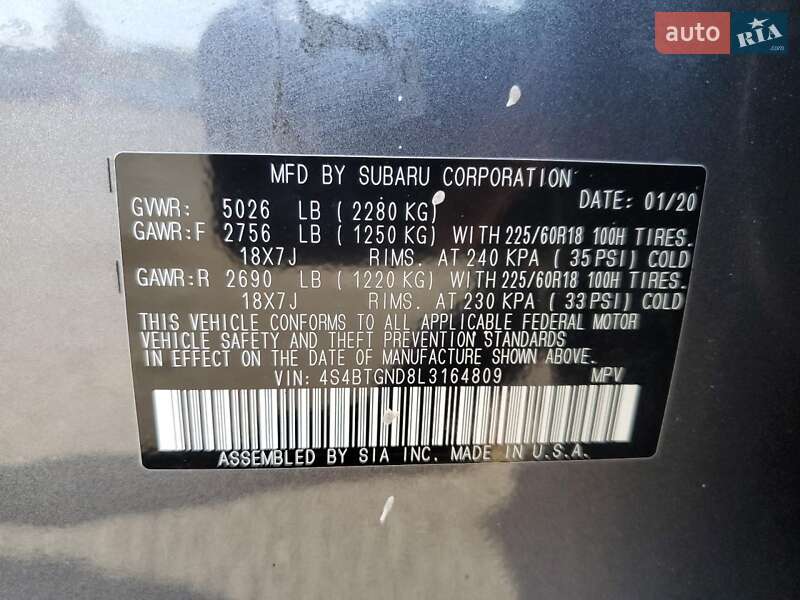 auto RIA.com
MFD BY SUBARU CORPORATION
DATE: 01/20
GVWR: 5026 LB ( 2280 KG)
GAWR:F 2756 LB ( 1250 KG) WITH 225/60R18 100H TIRES.
18X7J RIMS. AT 240 KPA ( 35 PSI) COLD
GAWR:R 2690 LB ( 1220 KG) WITH 225/60R18 100H TIRES.
18X7J RIMS. AT 230 KPA ( 33 PSI) COLD
THIS VEHICLE CONFORMS TO ALL APPLICABLE FEDERAL MOTOR
VEHICLE SAFETY AND THEFT PREVENTION STANDARDS
IN EFFECT ON THE DATE OF MANUFACTURE SHOWN ABOVE.
VIN: 4S4BTGND8L3164809 MPV
ASSEMBLED BY SIA INC. MADE IN U.S.A.